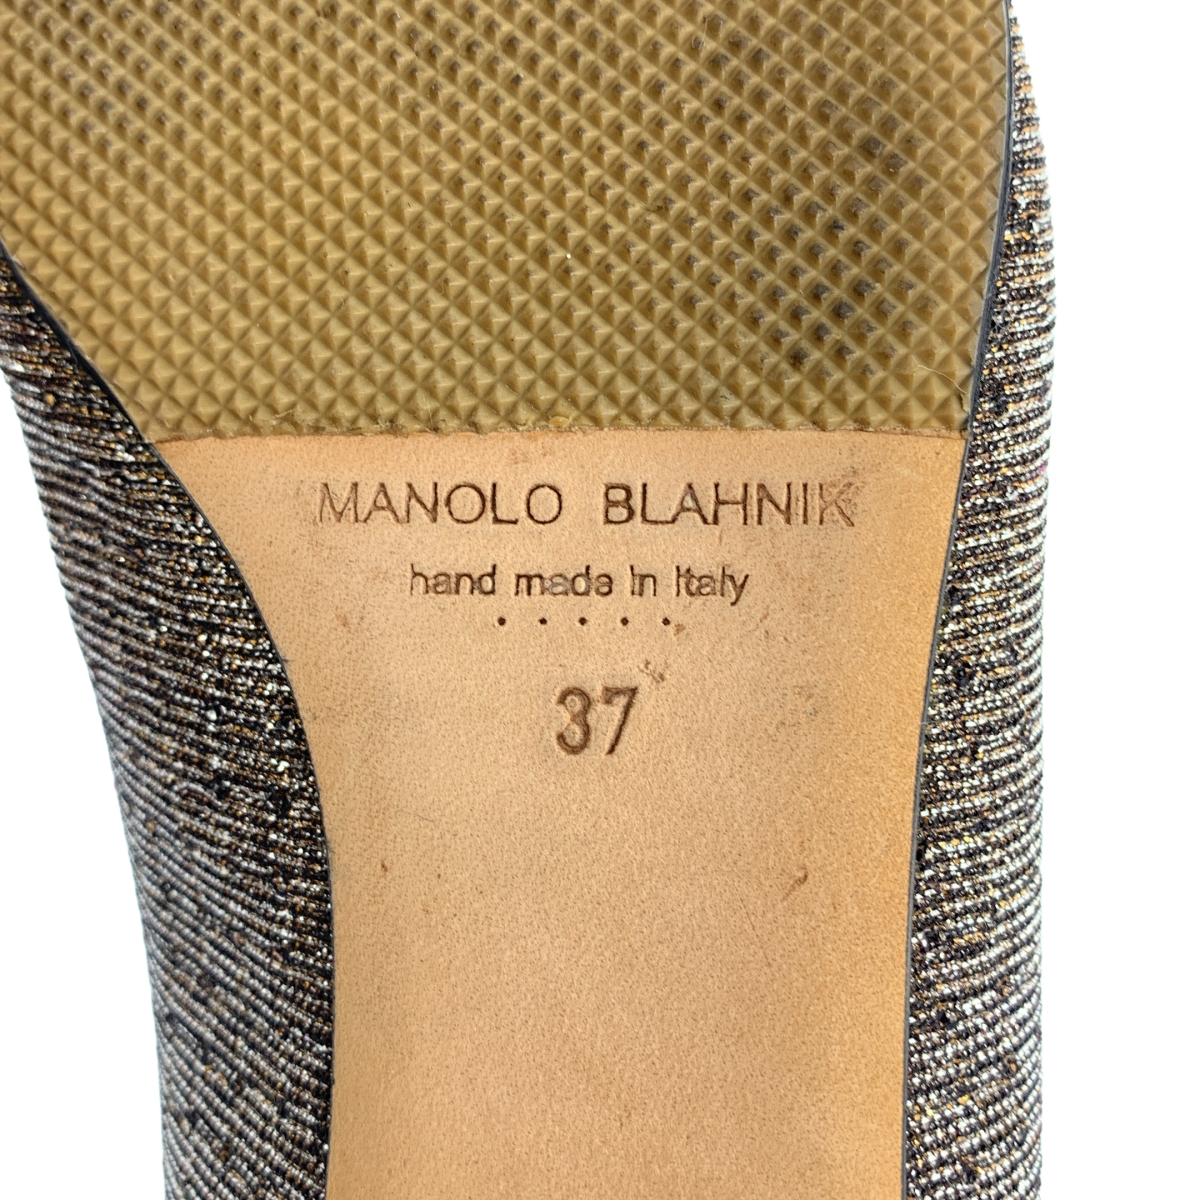 MANOLO BLAHNIK
hand made in Italy
.....
37